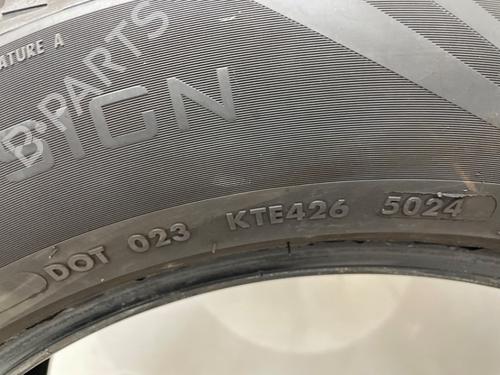 ATURE A
B-PARTS
SIGN
DOT 023 KTE426 5024